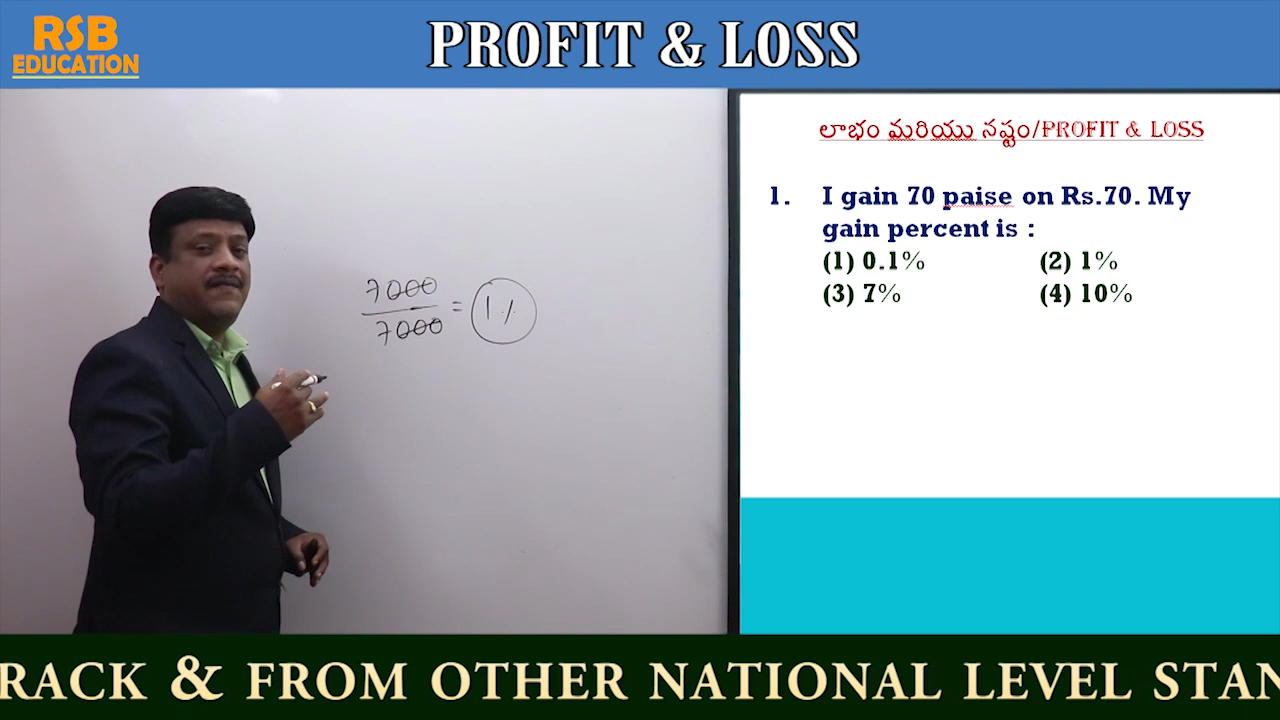 RSB
EDUCATION
PROFIT & LOSS
లాభం మరియు నష్టం/PROFIT & LOSS
1. I gain 70 paise on Rs.70. My
gain percent is :
(1) 0.1% (2) 1%
(3) 7% (4) 10%
7000
7000
= 1%
RACK & FROM OTHER NATIONAL LEVEL STAN